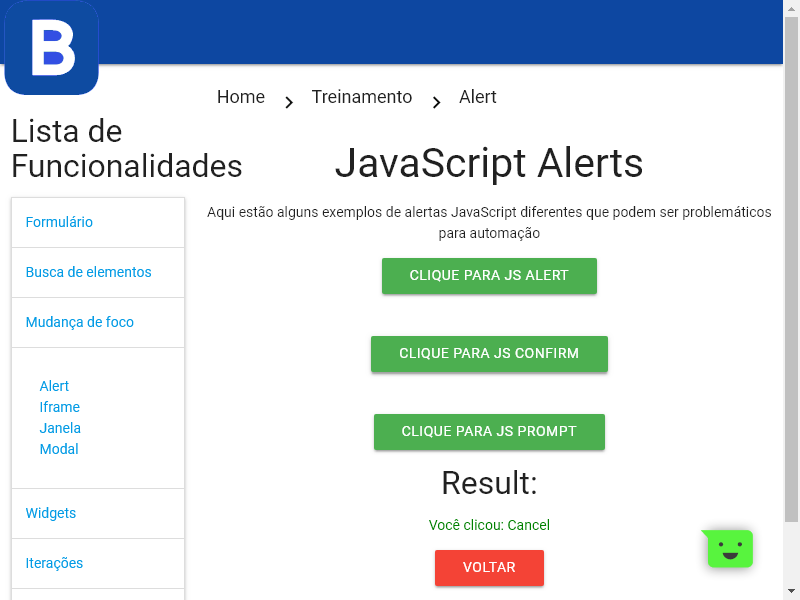 B
Home
Treinamento
Alert
Lista de
Funcionalidades
JavaScript Alerts
Aqui estão alguns exemplos de alertas JavaScript diferentes que podem ser problemáticos
para automação
Formulário
Busca de elementos
Mudança de foco
Alert
Iframe
Janela
Modal
Widgets
Iterações
CLIQUE PARA JS ALERT
CLIQUE PARA JS CONFIRM
CLIQUE PARA JS PROMPT
Result:
Você clicou: Cancel
VOLTAR